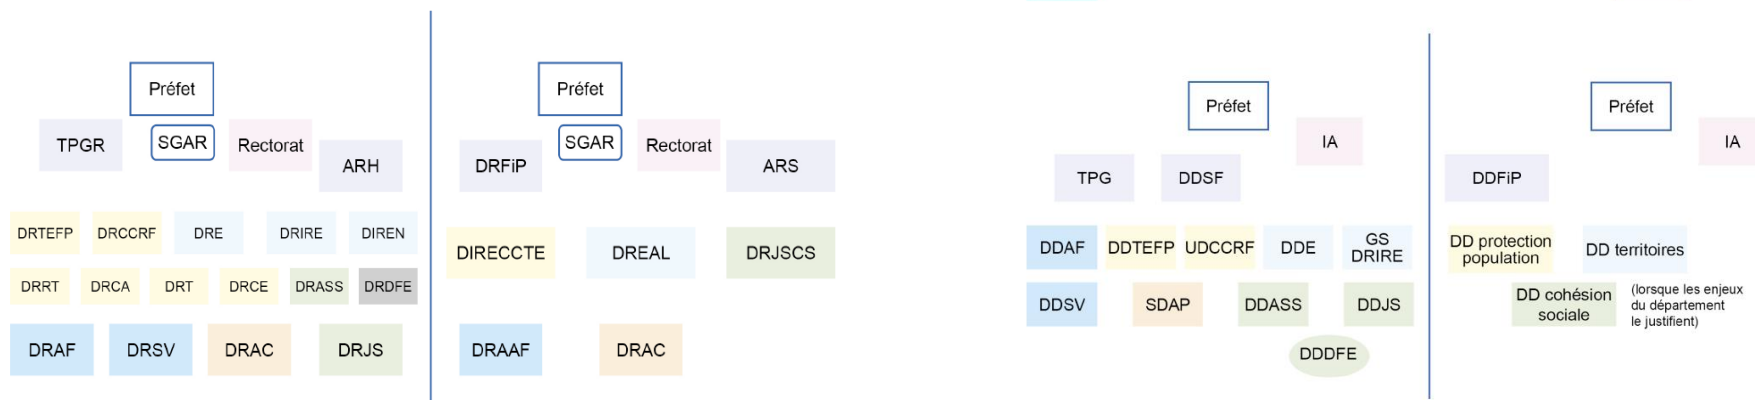 Préfet
TPGR
SGAR
Rectorat
ARH
DRTEFP
DRCCRF
DRE
DRIRE
DIREN
DRRT
DRCA
DRT
DRCE
DRASS
DRDFE
DRAF
DRSV
DRAC
DRJS
Préfet
DRFiP
SGAR
Rectorat
ARS
DIRECCTE
DREAL
DRJSCS
DRAAF
DRAC
Préfet
IA
TPG
DDSF
DDAF
DDTEFP
UDCCRF
DDE
GS
DRIRE
DDSV
SDAP
DDASS
DDJS
DDDFE
Préfet
IA
DDFiP
DD protection
population
DD territoires
DD cohésion
sociale
(lorsque les enjeux
du département
le justifient)